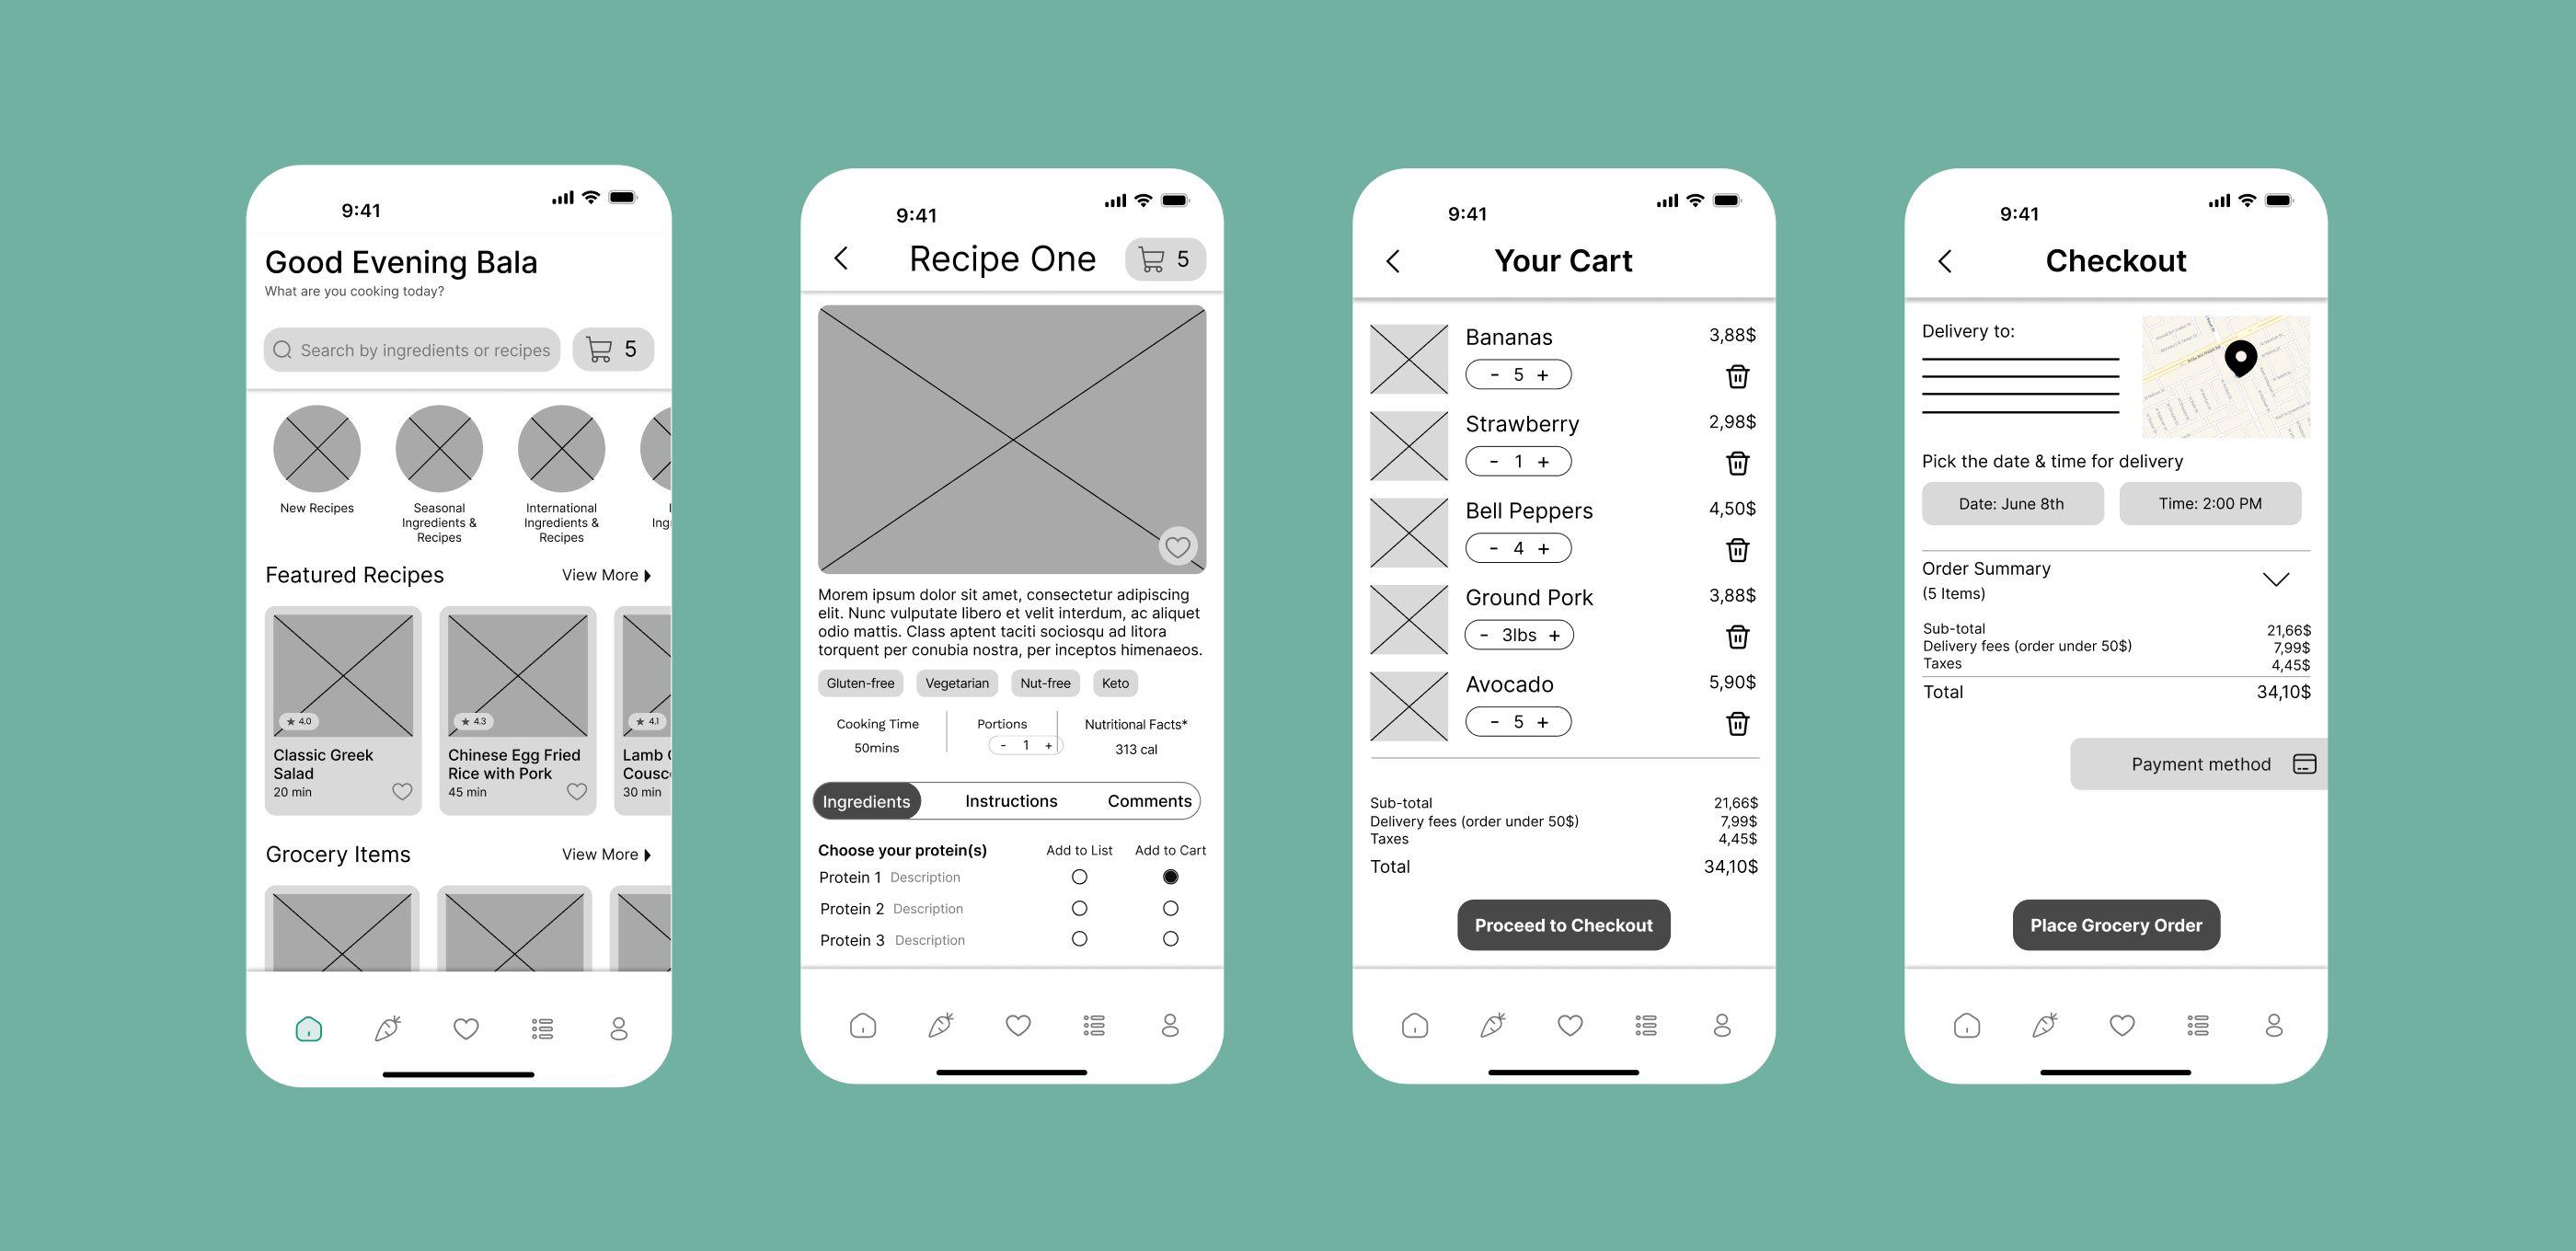 9:41
Good Evening Bala
What are you cooking today?
Search by ingredients or recipes
5
New Recipes
Seasonal
Ingredients &
Recipes
International
Ingredients &
Recipes
I
Ing
Featured Recipes
View More
4.0
Classic Greek
Salad
20 min
4.3
Chinese Egg Fried
Rice with Pork
45 min
4.1
Lamb
Cousc
30 min
Grocery Items
View More
9:41
Recipe One
5
Morem ipsum dolor sit amet, consectetur adipiscing
elit. Nunc vulputate libero et velit interdum, ac aliquet
odio mattis. Class aptent taciti sociosqu ad litora
torquent per conubia nostra, per inceptos himenaeos.
Gluten-free
Vegetarian
Nut-free
Keto
Cooking Time
50mins
Portions
- 1 +
Nutritional Facts*
313 cal
Ingredients
Instructions
Comments
Choose your protein(s)
Add to List
Add to Cart
Protein 1 Description
Protein 2 Description
Protein 3 Description
9:41
Your Cart
Bananas
3,88$
- 5 +
Strawberry
2,98$
- 1 +
Bell Peppers
4,50$
- 4 +
Ground Pork
3,88$
- 3lbs +
Avocado
5,90$
- 5 +
Sub-total 21,66$
Delivery fees (order under 50$) 7,99$
Taxes 4,45$
Total 34,10$
Proceed to Checkout
9:41
Checkout
Delivery to:
Pick the date & time for delivery
Date: June 8th
Time: 2:00 PM
Order Summary
(5 Items)
Sub-total 21,66$
Delivery fees (order under 50$) 7,99$
Taxes 4,45$
Total 34,10$
Payment method
Place Grocery Order